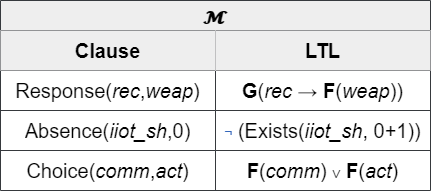 𝓜
Clause LTL
Response(rec,weap) G(rec → F(weap))
Absence(iiot_sh,0) ¬ (Exists(iiot_sh, 0+1))
Choice(comm,act) F(comm) ∨ F(act)